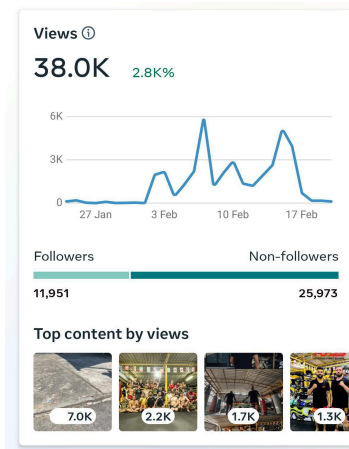 Views
38.0K 2.8K%
6K
3K
0
27 Jan 3 Feb 10 Feb 17 Feb
Followers Non-followers
11,951 25,973
Top content by views
7.0K 2.2K 1.7K 1.3K